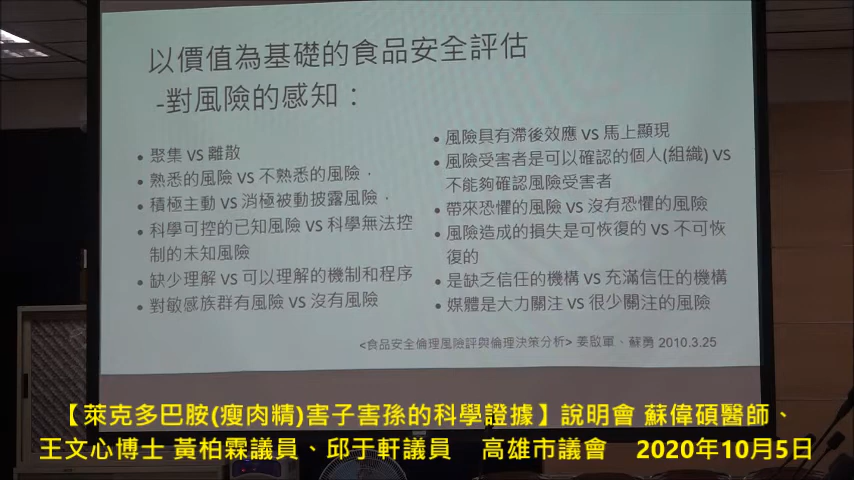 以價值為基礎的食品安全評估
-對風險的感知：
• 聚集 VS 離散
• 熟悉的風險 VS 不熟悉的風險．
• 積極主動 VS 消極被動披露風險．
• 科學可控的已知風險 VS 科學無法控
制的未知風險
• 缺少理解 VS 可以理解的機制和程序
• 對敏感族群有風險 VS 沒有風險
• 風險具有滯後效應 VS 馬上顯現
• 風險受害者是可以確認的個人(組織) VS
不能夠確認風險受害者
• 帶來恐懼的風險 VS 沒有恐懼的風險
• 風險造成的損失是可恢復的 VS 不可恢
復的
• 是缺乏信任的機構 VS 充滿信任的機構
• 媒體是大力關注 VS 很少關注的風險
<食品安全倫理風險評與倫理決策分析> 姜啟軍、蘇勇 2010.3.25
【萊克多巴胺(瘦肉精)害子害孫的科學證據】說明會 蘇偉碩醫師、
王文心博士 黃柏霖議員、邱于軒議員 高雄市議會 2020年10月5日